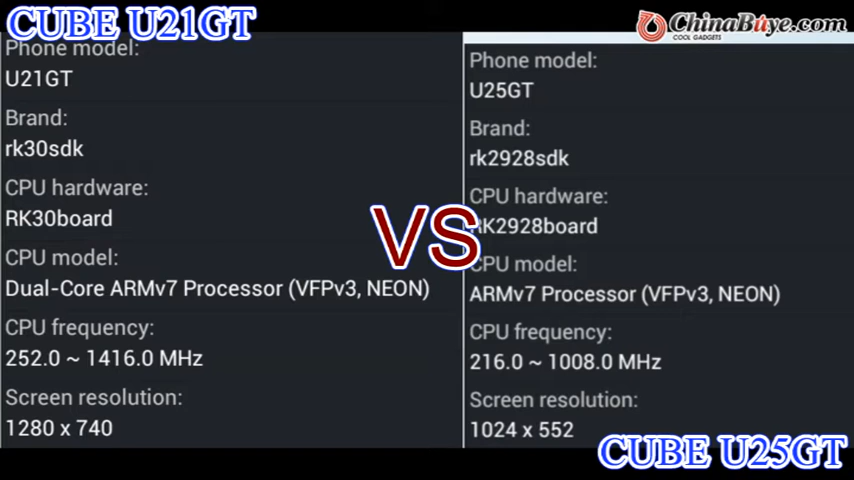 CUBE U21GT
ChinaBuye.com
COOL GADGETS
Phone model:
U21GT
Brand:
rk30sdk
CPU hardware:
RK30board
CPU model:
Dual-Core ARMv7 Processor (VFPv3, NEON)
CPU frequency:
252.0 ~ 1416.0 MHz
Screen resolution:
1280 x 740
VS
Phone model:
U25GT
Brand:
rk2928sdk
CPU hardware:
RK2928board
CPU model:
ARMv7 Processor (VFPv3, NEON)
CPU frequency:
216.0 ~ 1008.0 MHz
Screen resolution:
1024 x 552
CUBE U25GT